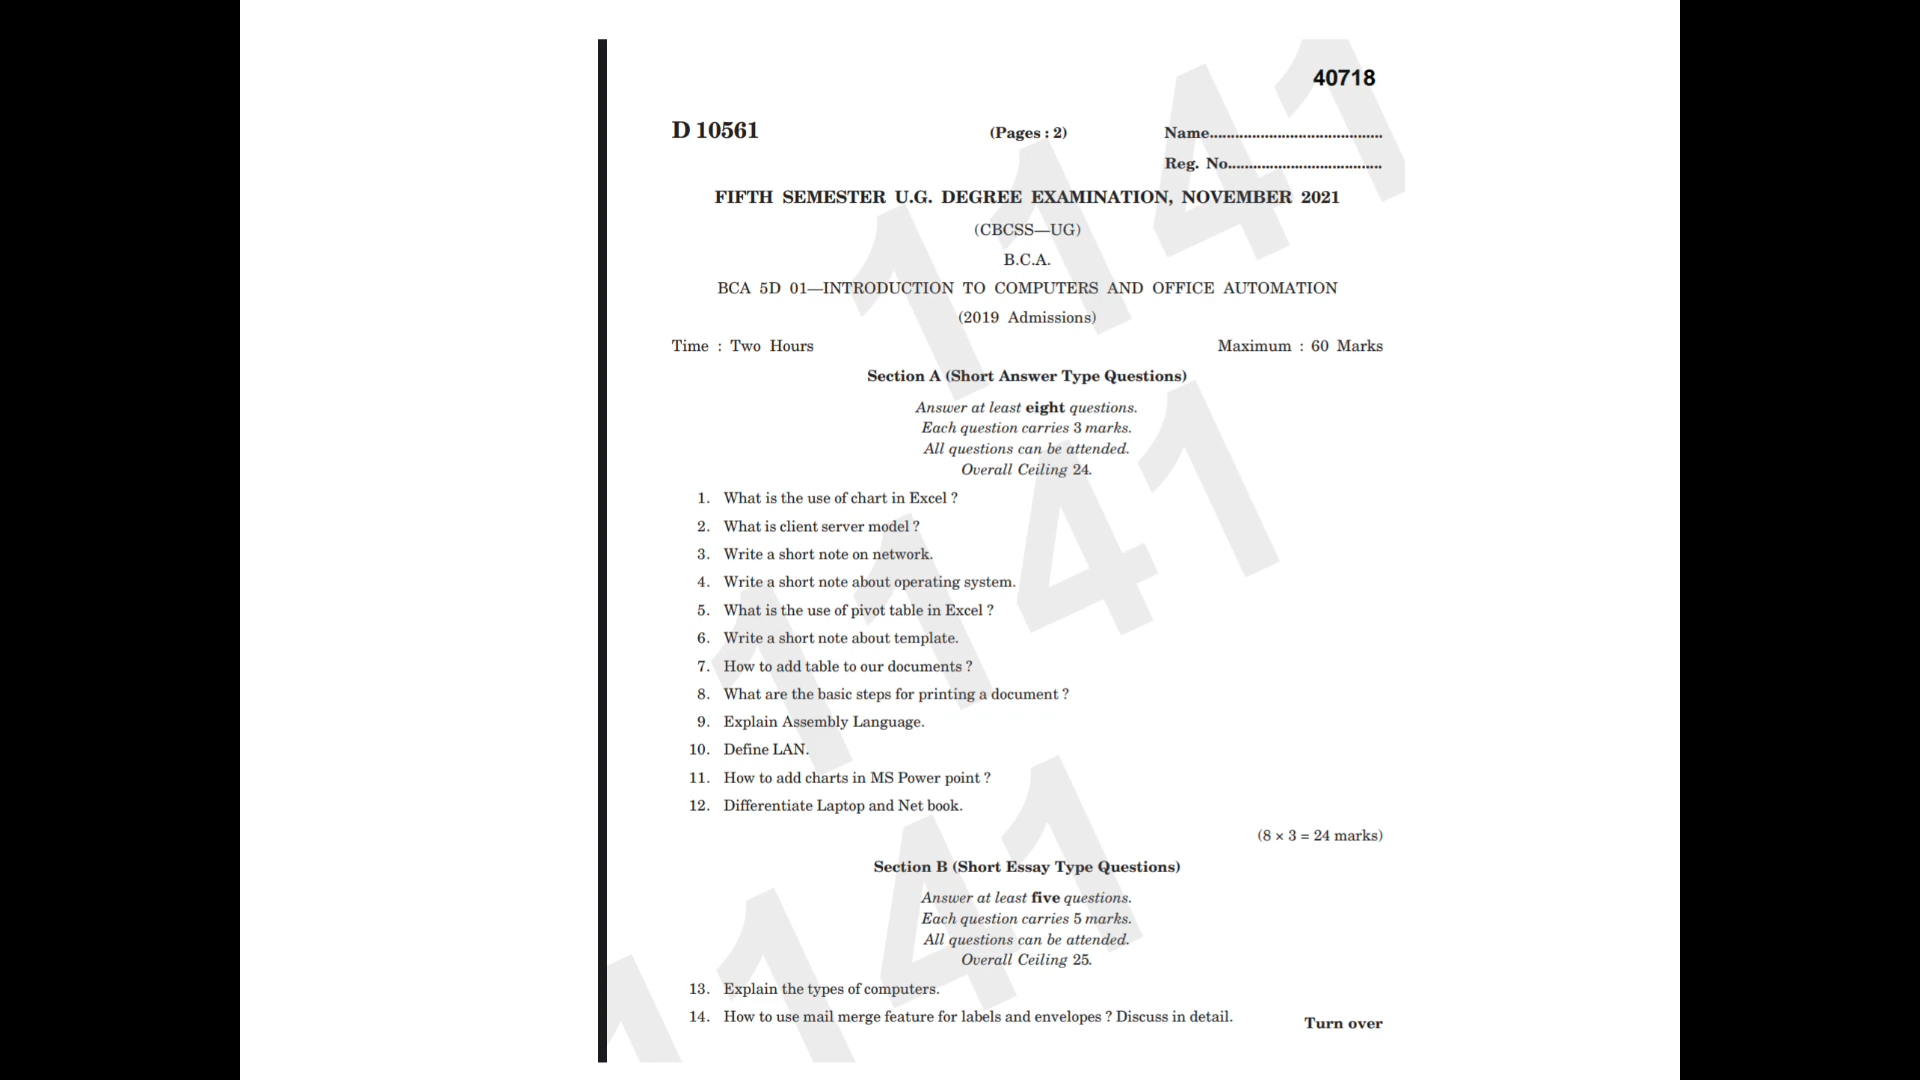 40718
D 10561 (Pages : 2) Name.........................................
Reg. No.....................................
FIFTH SEMESTER U.G. DEGREE EXAMINATION, NOVEMBER 2021
(CBCSS—UG)
B.C.A.
BCA 5D 01—INTRODUCTION TO COMPUTERS AND OFFICE AUTOMATION
(2019 Admissions)
Time : Two Hours Maximum : 60 Marks
Section A (Short Answer Type Questions)
Answer at least eight questions.
Each question carries 3 marks.
All questions can be attended.
Overall Ceiling 24.
1. What is the use of chart in Excel ?
2. What is client server model ?
3. Write a short note on network.
4. Write a short note about operating system.
5. What is the use of pivot table in Excel ?
6. Write a short note about template.
7. How to add table to our documents ?
8. What are the basic steps for printing a document ?
9. Explain Assembly Language.
10. Define LAN.
11. How to add charts in MS Power point ?
12. Differentiate Laptop and Net book.
(8 × 3 = 24 marks)
Section B (Short Essay Type Questions)
Answer at least five questions.
Each question carries 5 marks.
All questions can be attended.
Overall Ceiling 25.
13. Explain the types of computers.
14. How to use mail merge feature for labels and envelopes ? Discuss in detail.
Turn over
1141
1141
1141